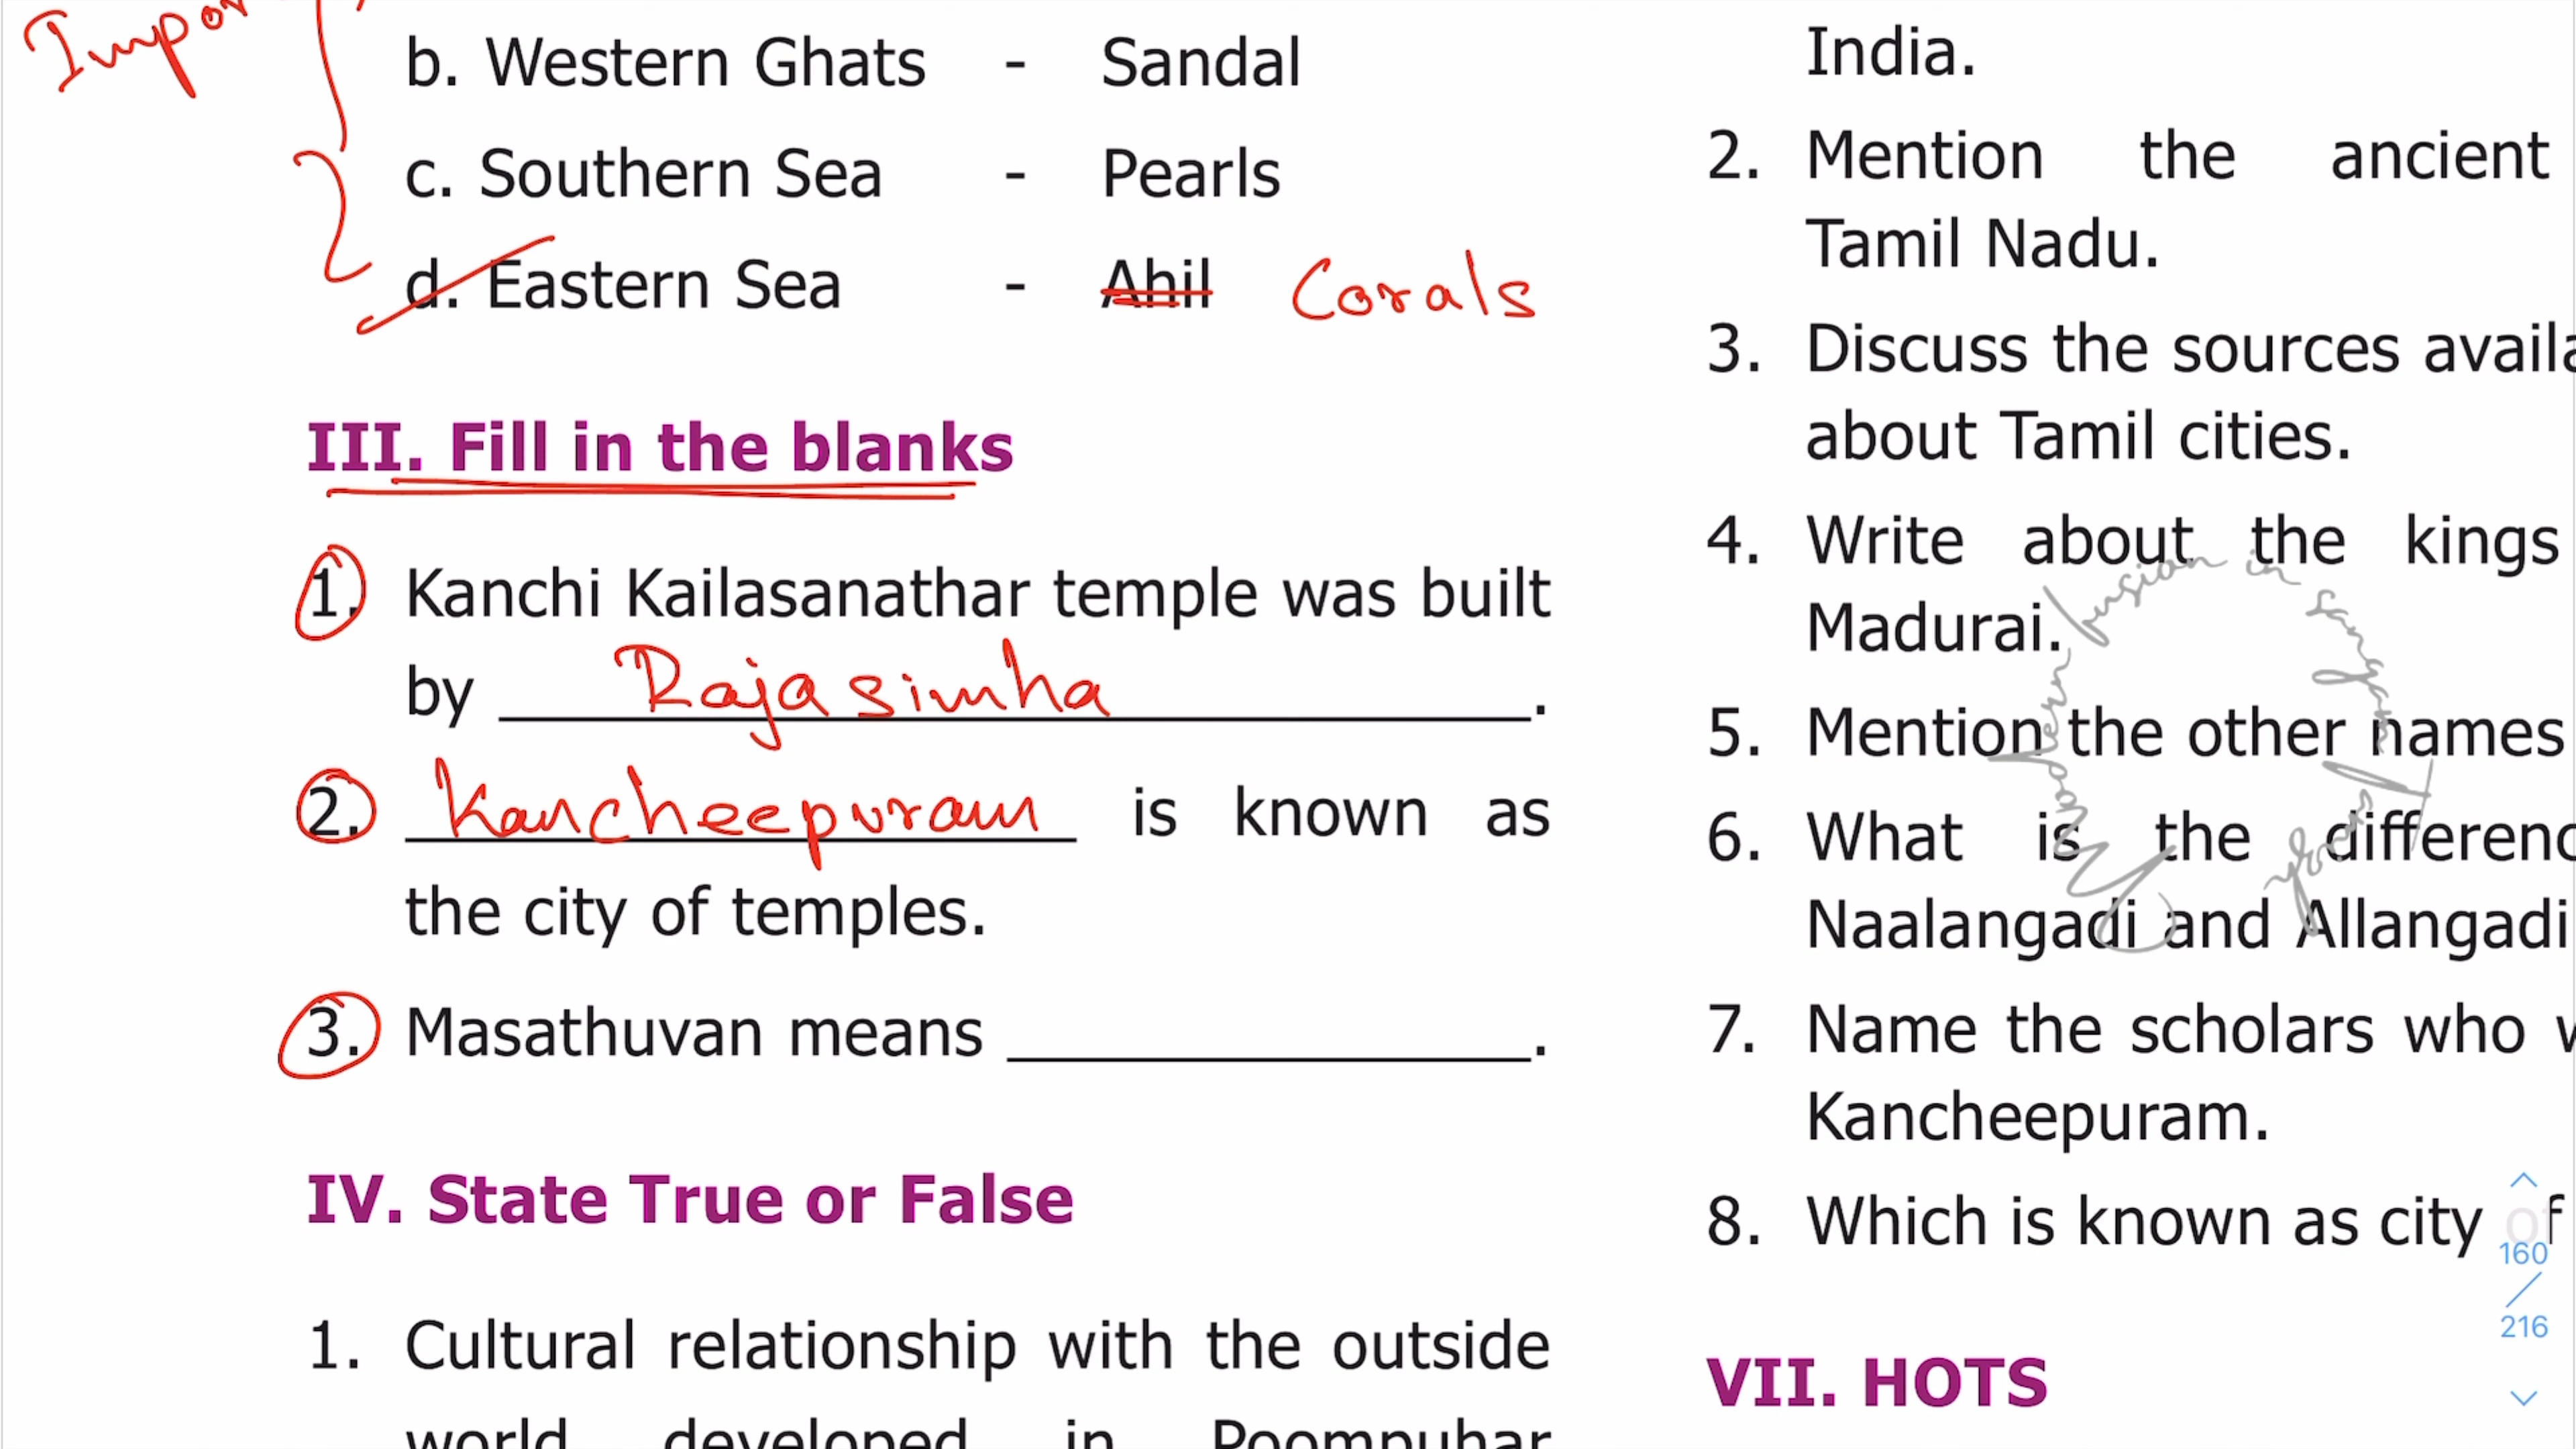 Impor
b. Western Ghats - Sandal
c. Southern Sea - Pearls
d. Eastern Sea - Ahil Corals
III. Fill in the blanks
1. Kanchi Kailasanathar temple was built
by Rajasimha.
2. Kancheepuram is known as
the city of temples.
3. Masathuvan means ____________.
IV. State True or False
1. Cultural relationship with the outside
world developed in Poompuhar
India.
2. Mention the ancient
Tamil Nadu.
3. Discuss the sources availa
about Tamil cities.
4. Write about the kings
Madurai.
5. Mention the other names
6. What is the differenc
Naalangadi and Allangadi
7. Name the scholars who w
Kancheepuram.
8. Which is known as city of
VII. HOTS
160
/
216